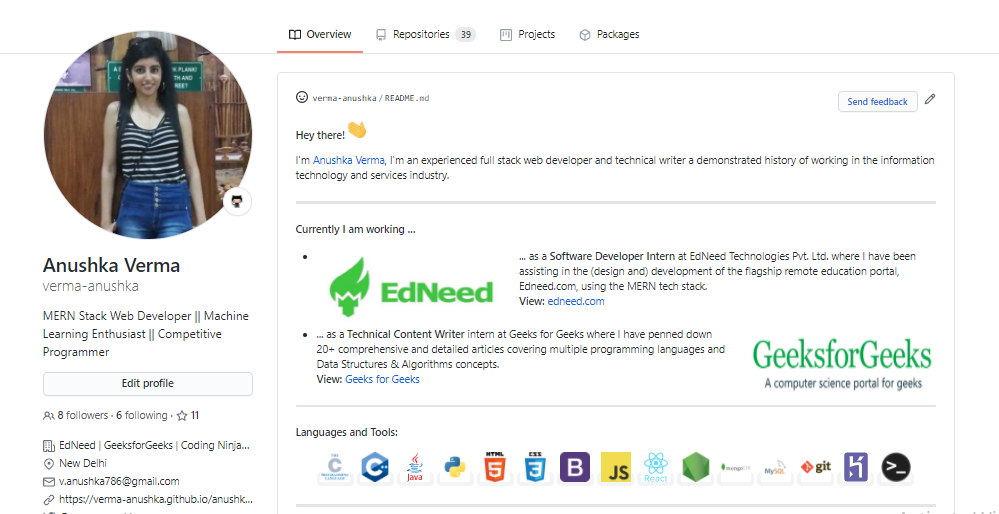 Overview
Repositories 39
Projects
Packages
Anushka Verma
verma-anushka
MERN Stack Web Developer || Machine
Learning Enthusiast || Competitive
Programmer
Edit profile
8 followers · 6 following · 11
EdNeed | GeeksforGeeks | Coding Ninja...
New Delhi
v.anushka786@gmail.com
https://verma-anushka.github.io/anushk...
verma-anushka / README.md
Send feedback
Hey there!
I'm Anushka Verma, I'm an experienced full stack web developer and technical writer a demonstrated history of working in the information
technology and services industry.
Currently I am working ...
EdNeed
... as a Software Developer Intern at EdNeed Technologies Pvt. Ltd. where I have been
assisting in the (design and) development of the flagship remote education portal,
Edneed.com, using the MERN tech stack.
View: edneed.com
... as a Technical Content Writer intern at Geeks for Geeks where I have penned down
20+ comprehensive and detailed articles covering multiple programming languages and
Data Structures & Algorithms concepts.
View: Geeks for Geeks
GeeksforGeeks
A computer science portal for geeks
Languages and Tools:
THE
C
PROGRAMMING
LANGUAGE
C++
Java
HTML
5
CSS
3
B
JS
React
mongoDB
MySQL
git
>_